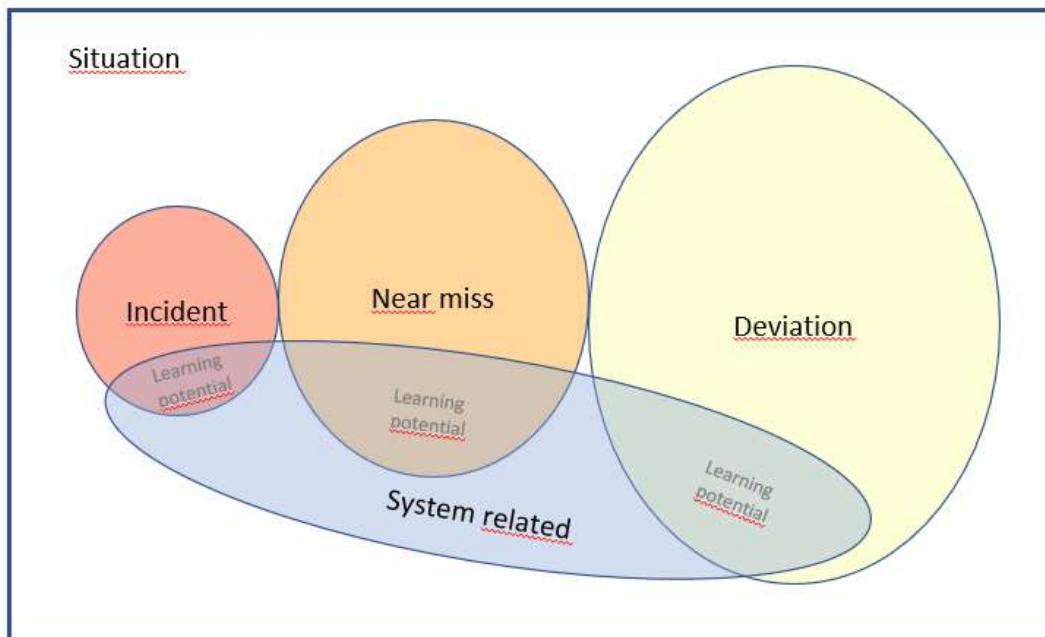 Situation
Incident
Near miss
Deviation
Learning
potential
Learning
potential
Learning
potential
System related